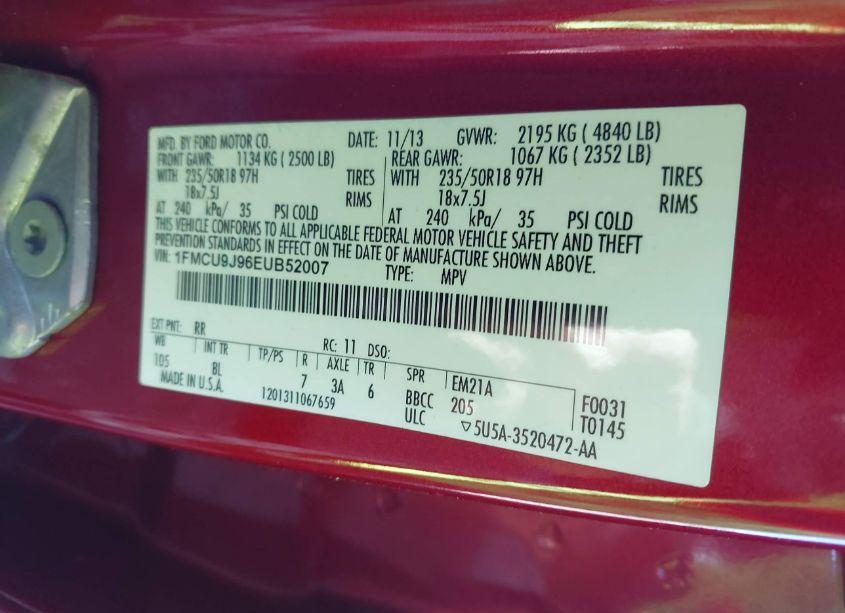 MFD. BY FORD MOTOR CO. DATE: 11/13 GVWR: 2195 KG ( 4840 LB)
FRONT GAWR: 1134 KG ( 2500 LB) REAR GAWR: 1067 KG ( 2352 LB)
WITH 235/50R18 97H TIRES WITH 235/50R18 97H TIRES
18x7.5J RIMS 18x7.5J RIMS
AT 240 kPa/ 35 PSI COLD AT 240 kPa/ 35 PSI COLD
THIS VEHICLE CONFORMS TO ALL APPLICABLE FEDERAL MOTOR VEHICLE SAFETY AND THEFT
PREVENTION STANDARDS IN EFFECT ON THE DATE OF MANUFACTURE SHOWN ABOVE.
VIN: 1FMCU9J96EUB52007 TYPE: MPV
EXT PNT: RR RC: 11 DSO:
WB INT TR TP/PS R AXLE TR SPR EM21A F0031
105 BL 7 3A 6 BBCC 205 T0145
MADE IN U.S.A. 1201311067659 ULC ▽5U5A-3520472-AA